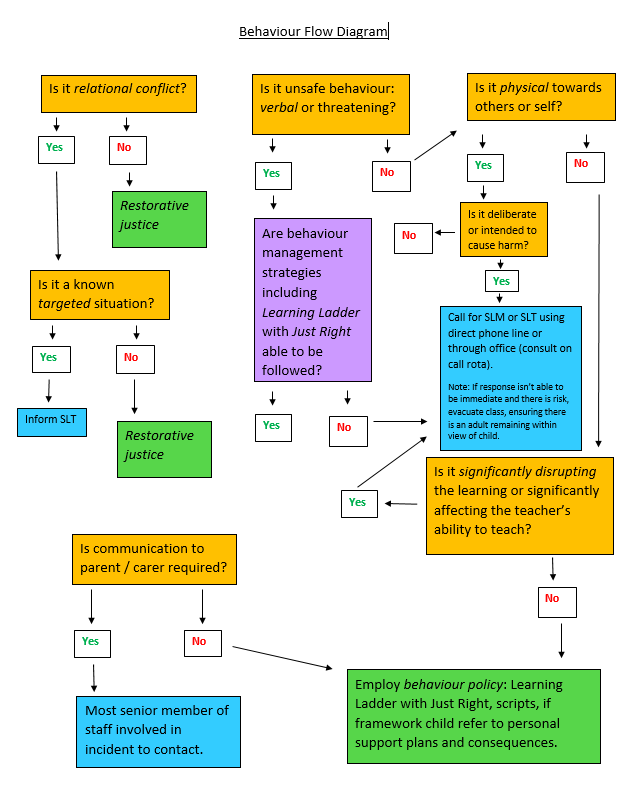 Behaviour Flow Diagram
Is it relational conflict?
Yes
No
Restorative
justice
Is it a known
targeted situation?
Yes
No
Inform SLT
Restorative
justice
Is it unsafe behaviour:
verbal or threatening?
Yes
No
Are behaviour
management
strategies
including
Learning Ladder
with Just Right
able to be
followed?
Yes
No
Is it physical towards
others or self?
Yes
No
Is it deliberate
or intended to
cause harm?
No
Yes
Call for SLM or SLT using
direct phone line or
through office (consult on
call rota).
Note: If response isn't able to
be immediate and there is risk,
evacuate class, ensuring there
is an adult remaining within
view of child.
Is it significantly disrupting
the learning or significantly
affecting the teacher's
ability to teach?
Yes
No
Is communication to
parent / carer required?
Yes
No
Most senior member of
staff involved in
incident to contact.
Employ behaviour policy: Learning
Ladder with Just Right, scripts, if
framework child refer to personal
support plans and consequences.